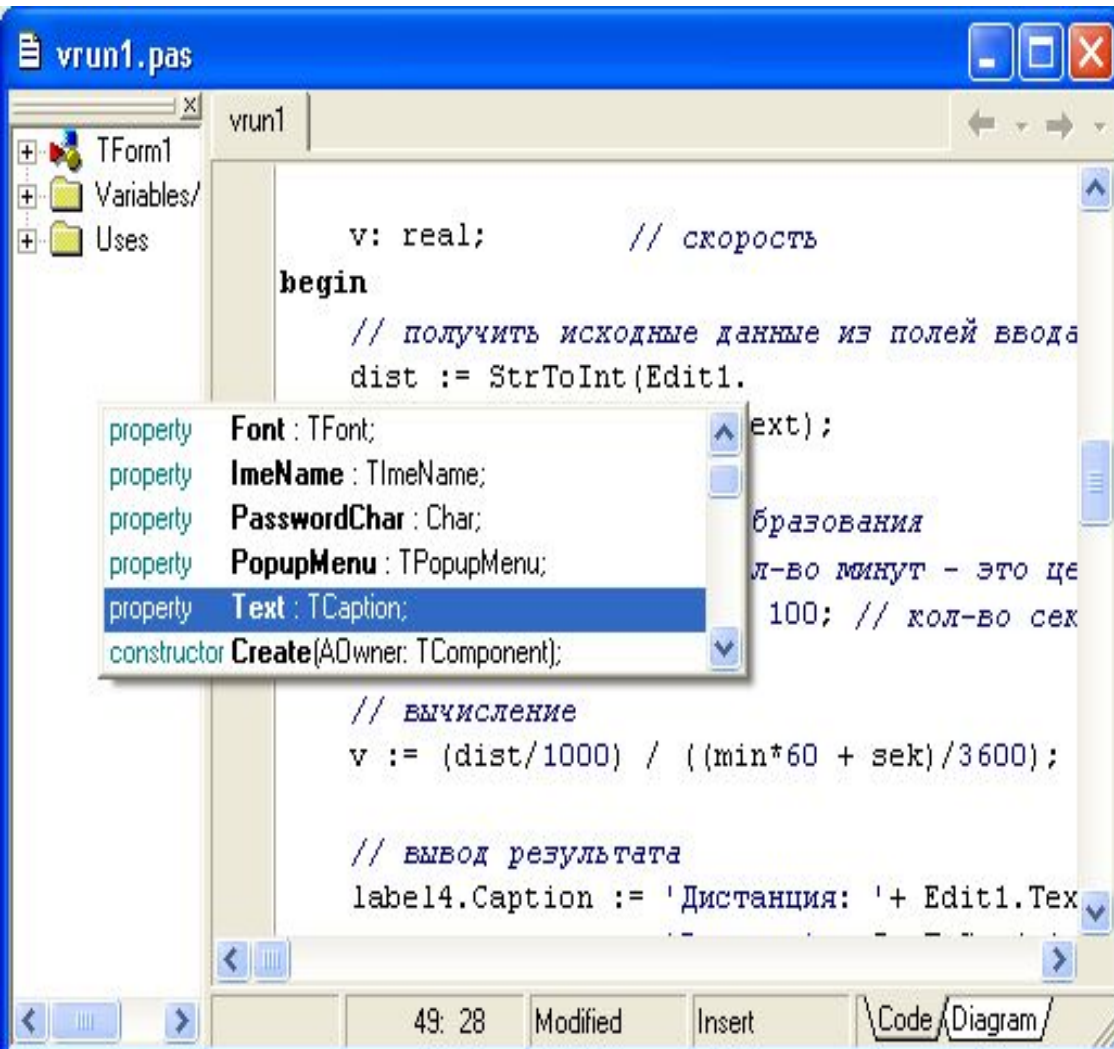 vrun1.pas
TForm1
Variables/
Uses
vrun1
v: real; // скорость
begin
// получить исходные данные из полей ввода
dist := StrToInt(Edit1.
ext);
бразования
л-во минут - это це
100; // кол-во сек
property Font : TFont;
property ImeName : TImeName;
property PasswordChar : Char;
property PopupMenu : TPopupMenu;
property Text : TCaption;
constructor Create(AOwner: TComponent);
// вычисление
v := (dist/1000) / ((min*60 + sek)/3600);
// вывод результата
label4.Caption := 'Дистанция: '+ Edit1.Tex
49: 28 Modified Insert Code Diagram